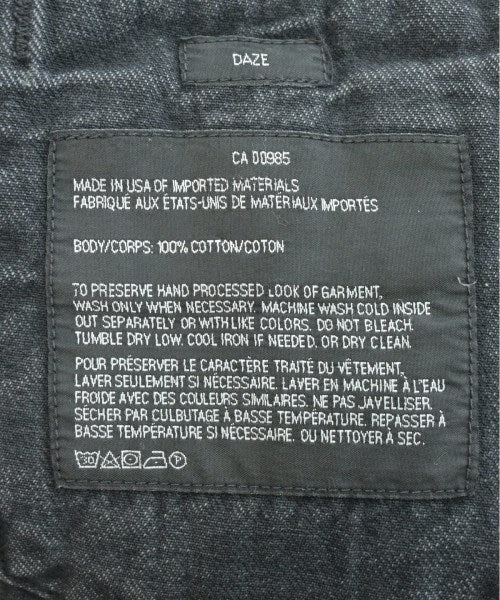 DAZE
CA 00985
MADE IN USA OF IMPORTED MATERIALS
FABRIQUÉ AUX ÉTATS-UNIS DE MATÉRIAUX IMPORTÉS
BODY/CORPS: 100% COTTON/COTON
TO PRESERVE HAND PROCESSED LOOK OF GARMENT,
WASH ONLY WHEN NECESSARY. MACHINE WASH COLD INSIDE
OUT SEPARATELY OR WITH LIKE COLORS. DO NOT BLEACH.
TUMBLE DRY LOW. COOL IRON IF NEEDED. OR DRY CLEAN.
POUR PRÉSERVER LE CARACTÈRE TRAITÉ DU VÊTEMENT,
LAVER SEULEMENT SI NÉCESSAIRE. LAVER EN MACHINE À L'EAU
FROIDE AVEC DES COULEURS SIMILAIRES. NE PAS JAVELLISER.
SÉCHER PAR CULBUTAGE À BASSE TEMPÉRATURE. REPASSER À
BASSE TEMPÉRATURE SI NÉCESSAIRE. OU NETTOYER À SEC.
30 P